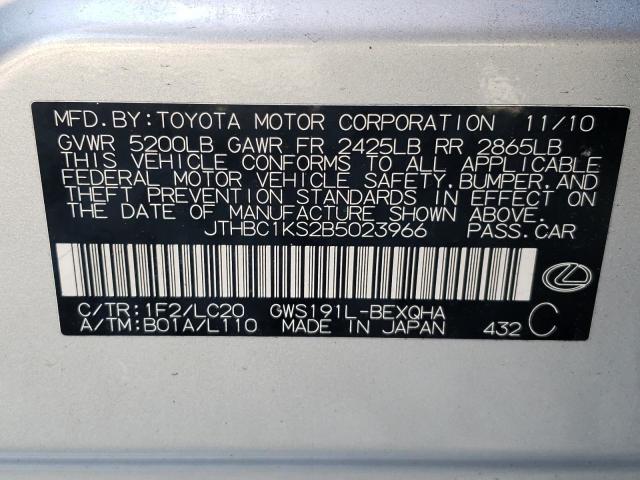 MFD.BY:TOYOTA MOTOR CORPORATION 11/10
GVWR 5200LB GAWR FR 2425LB RR 2865LB
THIS VEHICLE CONFORMS TO ALL APPLICABLE
FEDERAL MOTOR VEHICLE SAFETY,BUMPER,AND
THEFT PREVENTION STANDARDS IN EFFECT ON
THE DATE OF MANUFACTURE SHOWN ABOVE.
JTHBC1KS2B5023966 PASS.CAR
C/TR:1F2/LC20 GWS191L-BEXQHA
A/TM:B01A/L110 MADE IN JAPAN 432 C